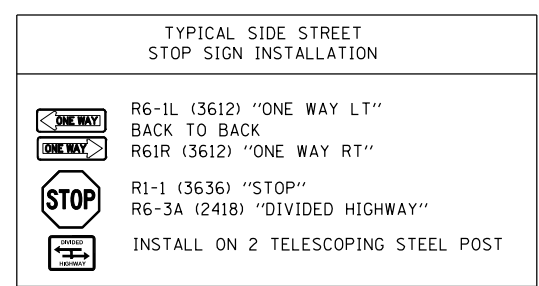 TYPICAL SIDE STREET
STOP SIGN INSTALLATION
ONE WAY
R6-1L (3612) "ONE WAY LT"
BACK TO BACK
ONE WAY
R61R (3612) "ONE WAY RT"
STOP
R1-1 (3636) "STOP"
R6-3A (2418) "DIVIDED HIGHWAY"
DIVIDED
HIGHWAY
INSTALL ON 2 TELESCOPING STEEL POST